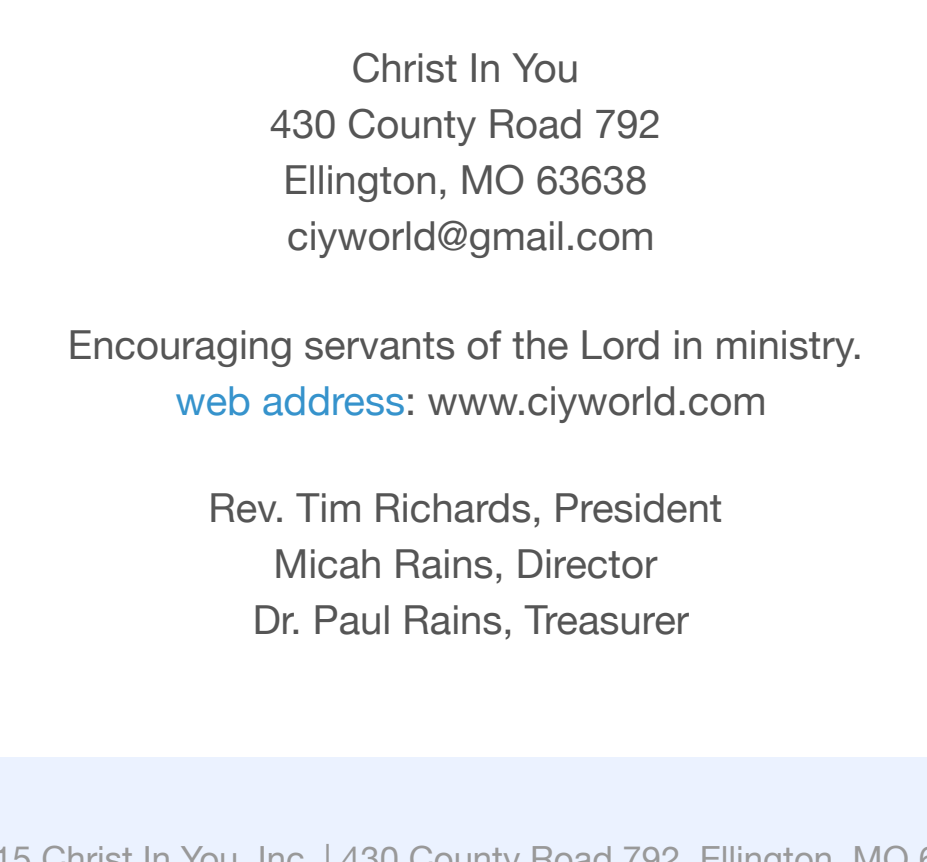 Christ In You
430 County Road 792
Ellington, MO 63638
ciyworld@gmail.com
Encouraging servants of the Lord in ministry.
web address: www.ciyworld.com
Rev. Tim Richards, President
Micah Rains, Director
Dr. Paul Rains, Treasurer
15 Christ In You, Inc. | 430 County Road 792, Ellington, MO